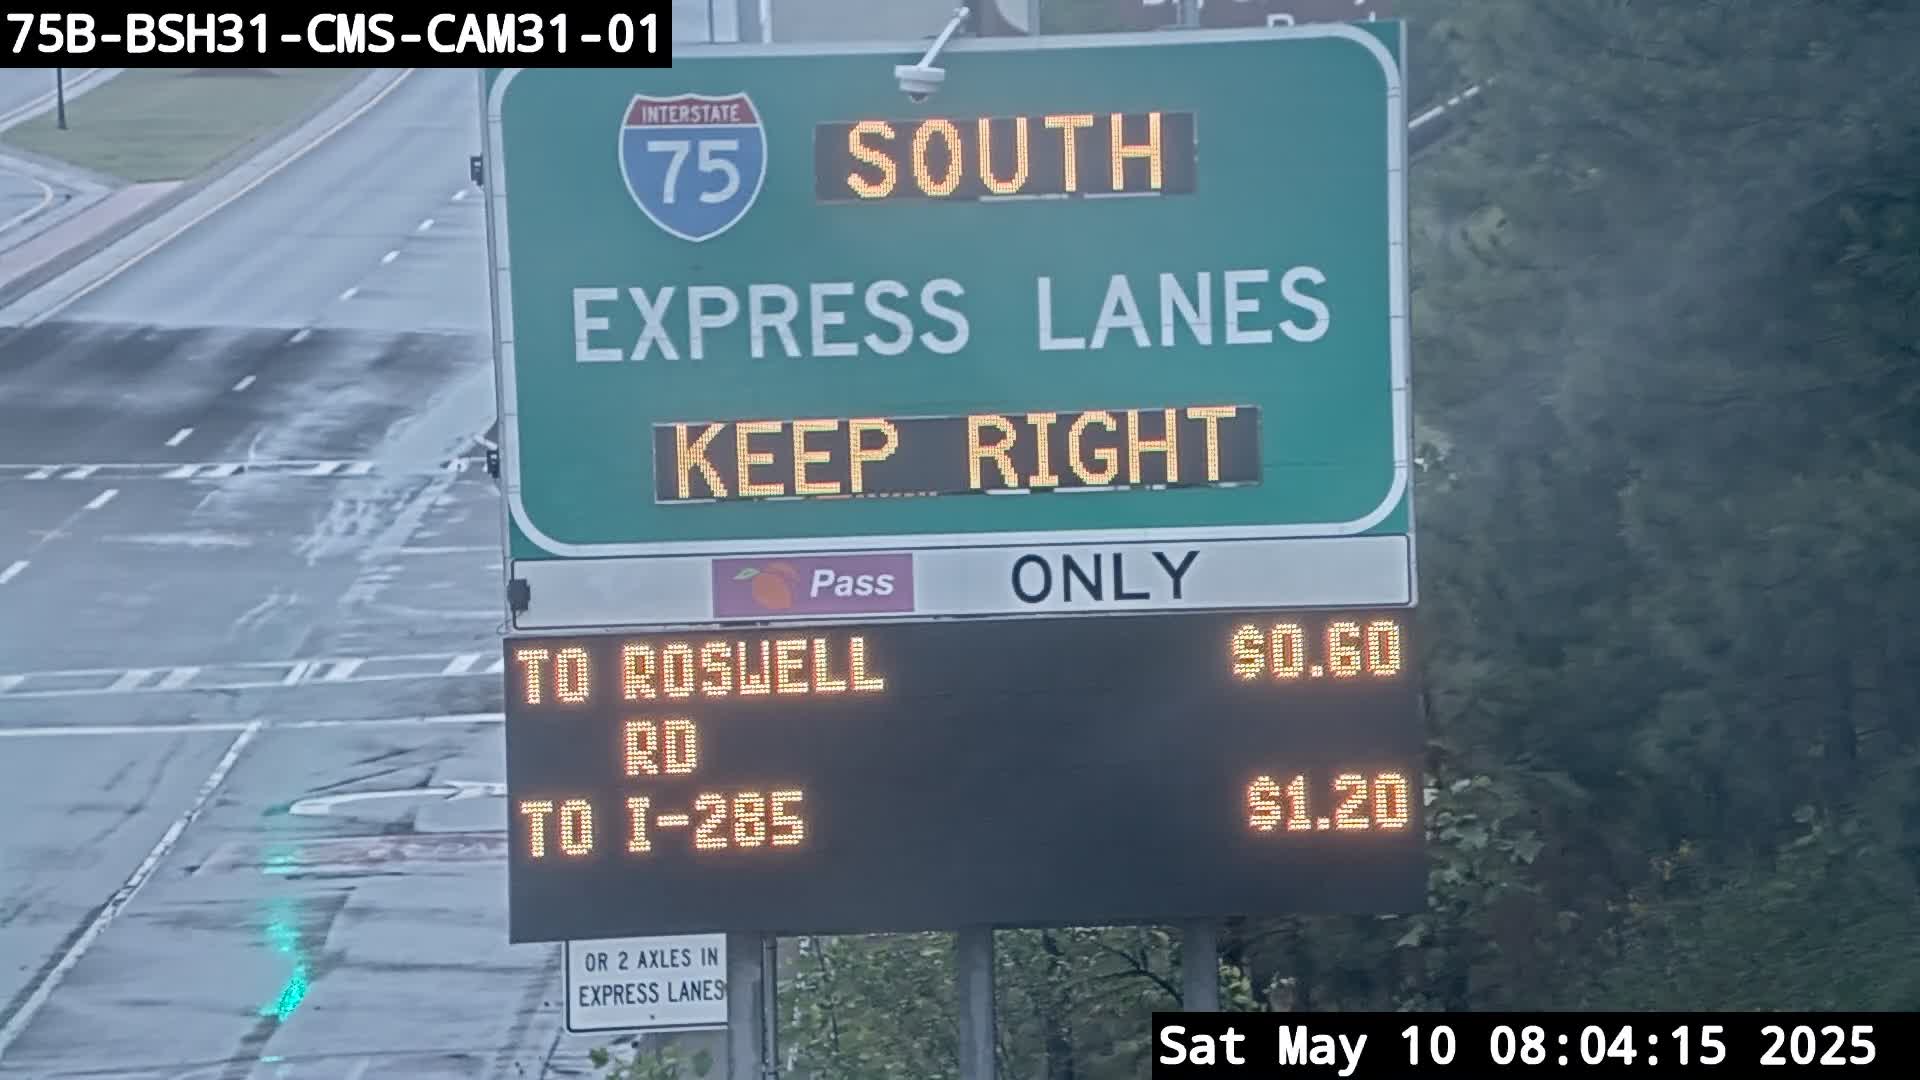 75B-BSH31-CMS-CAM31-01
INTERSTATE
75
SOUTH
EXPRESS LANES
KEEP RIGHT
Pass ONLY
TO ROSWELL $0.60
RD
TO I-285 $1.20
OR 2 AXLES IN
EXPRESS LANES
Sat May 10 08:04:15 2025